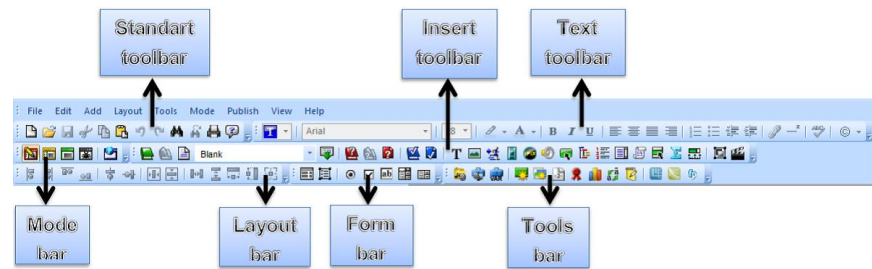 Standart
toolbar
Insert
toolbar
Text
toolbar
File Edit Add Layout Tools Mode Publish View Help
Arial
B I U
Blank
Mode
bar
Layout
bar
Form
bar
Tools
bar